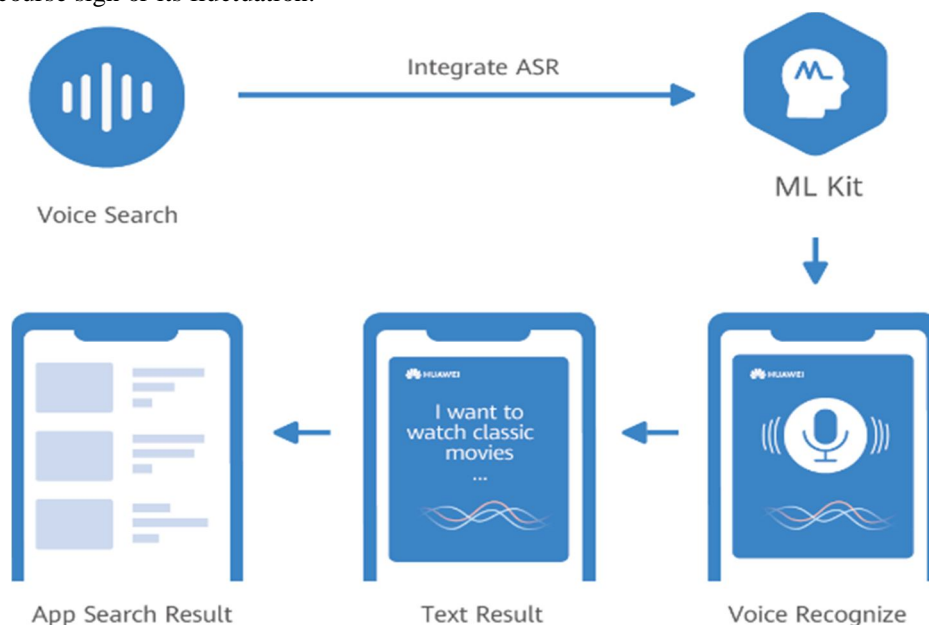 Integrate ASR
Voice Search
ML Kit
HUAWEI
I want to
watch classic
movies
...
HUAWEI
App Search Result
Text Result
Voice Recognize